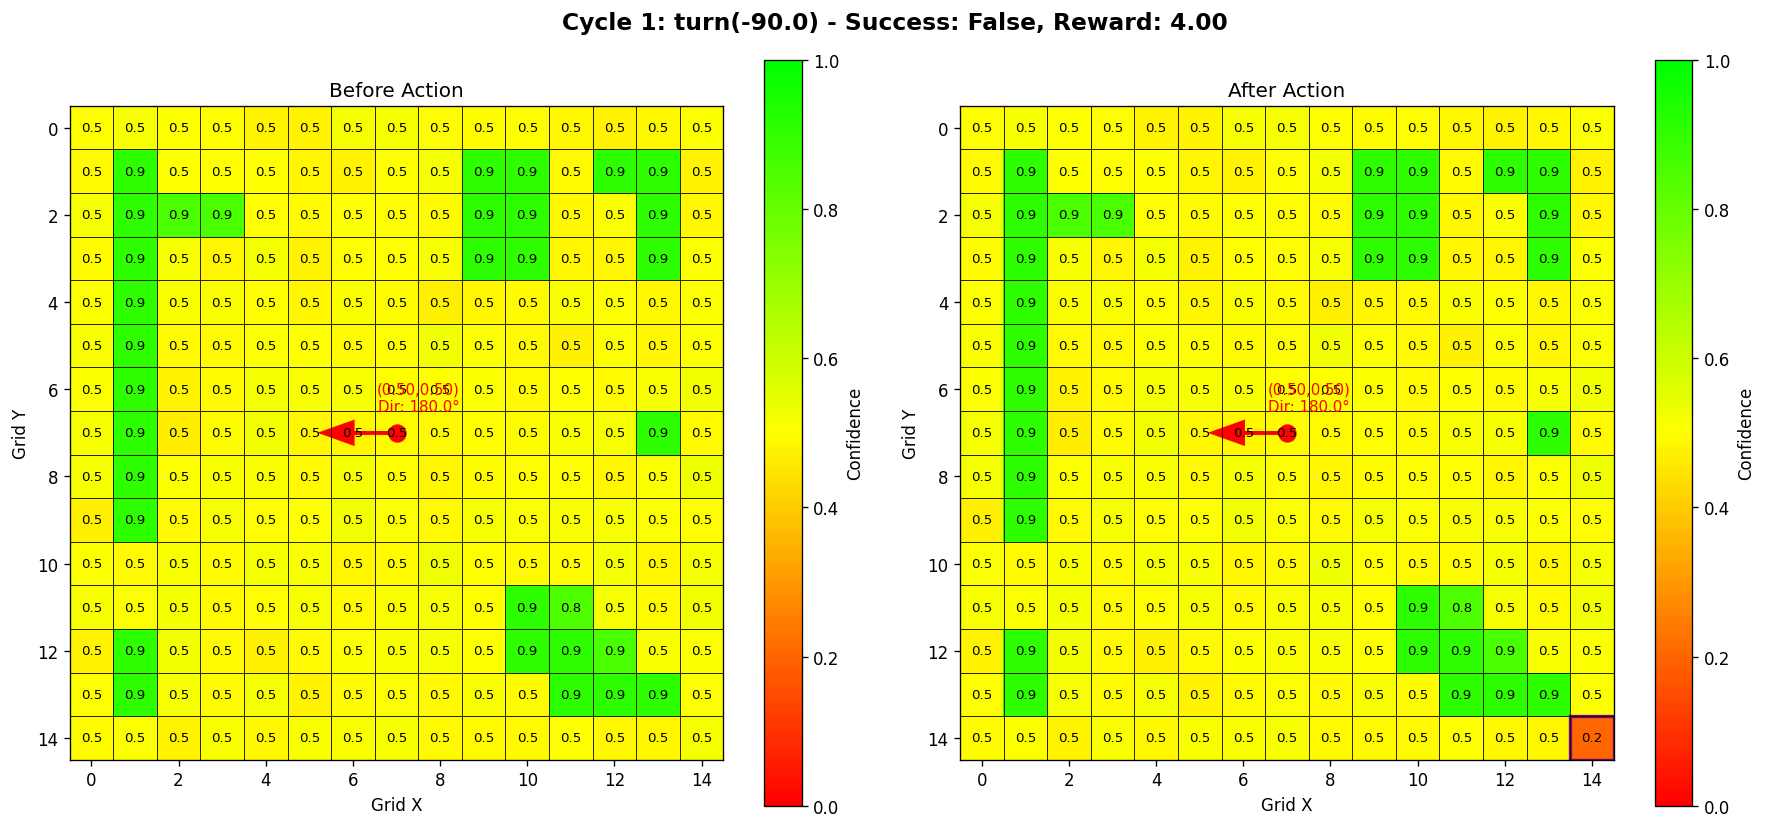 Cycle 1: turn(-90.0) - Success: False, Reward: 4.00
Before Action
Grid Y
0 0.5 0.5 0.5 0.5 0.5 0.5 0.5 0.5 0.5 0.5 0.5 0.5 0.5 0.5 0.5
0.5 0.9 0.5 0.5 0.5 0.5 0.5 0.5 0.5 0.9 0.9 0.5 0.9 0.9 0.5
2 0.5 0.9 0.9 0.9 0.5 0.5 0.5 0.5 0.5 0.9 0.9 0.5 0.5 0.9 0.5
0.5 0.9 0.5 0.5 0.5 0.5 0.5 0.5 0.5 0.9 0.9 0.5 0.5 0.9 0.5
4 0.5 0.9 0.5 0.5 0.5 0.5 0.5 0.5 0.5 0.5 0.5 0.5 0.5 0.5 0.5
0.5 0.9 0.5 0.5 0.5 0.5 0.5 0.5 0.5 0.5 0.5 0.5 0.5 0.5 0.5
6 0.5 0.9 0.5 0.5 0.5 0.5 0.5 0.5 0.5 0.5 0.5 0.5 0.5 0.5 0.5
(0.50,0.50)
Dir: 180.0°
0.5 0.9 0.5 0.5 0.5 0.5 0.5 0.5 0.5 0.5 0.5 0.5 0.5 0.9 0.5
8 0.5 0.9 0.5 0.5 0.5 0.5 0.5 0.5 0.5 0.5 0.5 0.5 0.5 0.5 0.5
0.5 0.9 0.5 0.5 0.5 0.5 0.5 0.5 0.5 0.5 0.5 0.5 0.5 0.5 0.5
10 0.5 0.5 0.5 0.5 0.5 0.5 0.5 0.5 0.5 0.5 0.5 0.5 0.5 0.5 0.5
0.5 0.5 0.5 0.5 0.5 0.5 0.5 0.5 0.5 0.5 0.9 0.8 0.5 0.5 0.5
12 0.5 0.9 0.5 0.5 0.5 0.5 0.5 0.5 0.5 0.5 0.9 0.9 0.9 0.5 0.5
0.5 0.9 0.5 0.5 0.5 0.5 0.5 0.5 0.5 0.5 0.5 0.9 0.9 0.9 0.5
14 0.5 0.5 0.5 0.5 0.5 0.5 0.5 0.5 0.5 0.5 0.5 0.5 0.5 0.5 0.5
0 2 4 6 8 10 12 14
Grid X
1.0
0.8
0.6
0.4
0.2
0.0
Confidence
After Action
Grid Y
0 0.5 0.5 0.5 0.5 0.5 0.5 0.5 0.5 0.5 0.5 0.5 0.5 0.5 0.5 0.5
0.5 0.9 0.5 0.5 0.5 0.5 0.5 0.5 0.5 0.9 0.9 0.5 0.9 0.9 0.5
2 0.5 0.9 0.9 0.9 0.5 0.5 0.5 0.5 0.5 0.9 0.9 0.5 0.5 0.9 0.5
0.5 0.9 0.5 0.5 0.5 0.5 0.5 0.5 0.5 0.9 0.9 0.5 0.5 0.9 0.5
4 0.5 0.9 0.5 0.5 0.5 0.5 0.5 0.5 0.5 0.5 0.5 0.5 0.5 0.5 0.5
0.5 0.9 0.5 0.5 0.5 0.5 0.5 0.5 0.5 0.5 0.5 0.5 0.5 0.5 0.5
6 0.5 0.9 0.5 0.5 0.5 0.5 0.5 0.5 0.5 0.5 0.5 0.5 0.5 0.5 0.5
(0.50,0.50)
Dir: 180.0°
0.5 0.9 0.5 0.5 0.5 0.5 0.5 0.5 0.5 0.5 0.5 0.5 0.5 0.9 0.5
8 0.5 0.9 0.5 0.5 0.5 0.5 0.5 0.5 0.5 0.5 0.5 0.5 0.5 0.5 0.5
0.5 0.9 0.5 0.5 0.5 0.5 0.5 0.5 0.5 0.5 0.5 0.5 0.5 0.5 0.5
10 0.5 0.5 0.5 0.5 0.5 0.5 0.5 0.5 0.5 0.5 0.5 0.5 0.5 0.5 0.5
0.5 0.5 0.5 0.5 0.5 0.5 0.5 0.5 0.5 0.5 0.9 0.8 0.5 0.5 0.5
12 0.5 0.9 0.5 0.5 0.5 0.5 0.5 0.5 0.5 0.5 0.9 0.9 0.9 0.5 0.5
0.5 0.9 0.5 0.5 0.5 0.5 0.5 0.5 0.5 0.5 0.5 0.9 0.9 0.9 0.5
14 0.5 0.5 0.5 0.5 0.5 0.5 0.5 0.5 0.5 0.5 0.5 0.5 0.5 0.5 0.2
0 2 4 6 8 10 12 14
Grid X
1.0
0.8
0.6
0.4
0.2
0.0
Confidence